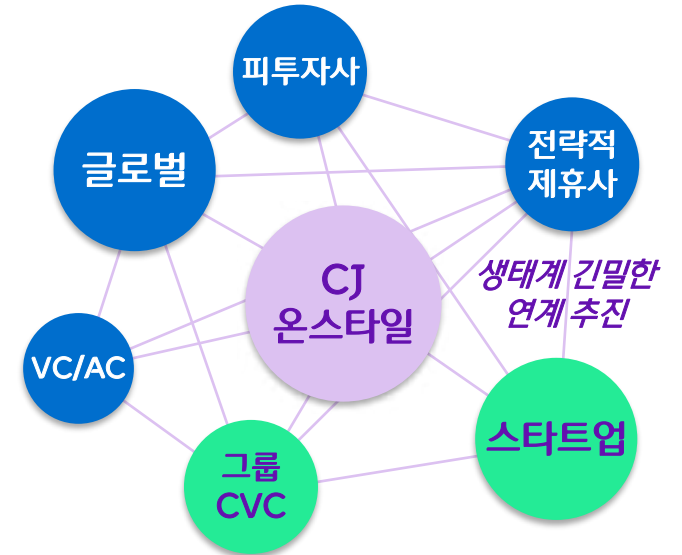 피투자사
글로벌
전략적
제휴사
CJ
온스타일
생태계 긴밀한
연계 추진
VC/AC
스타트업
그룹
CVC